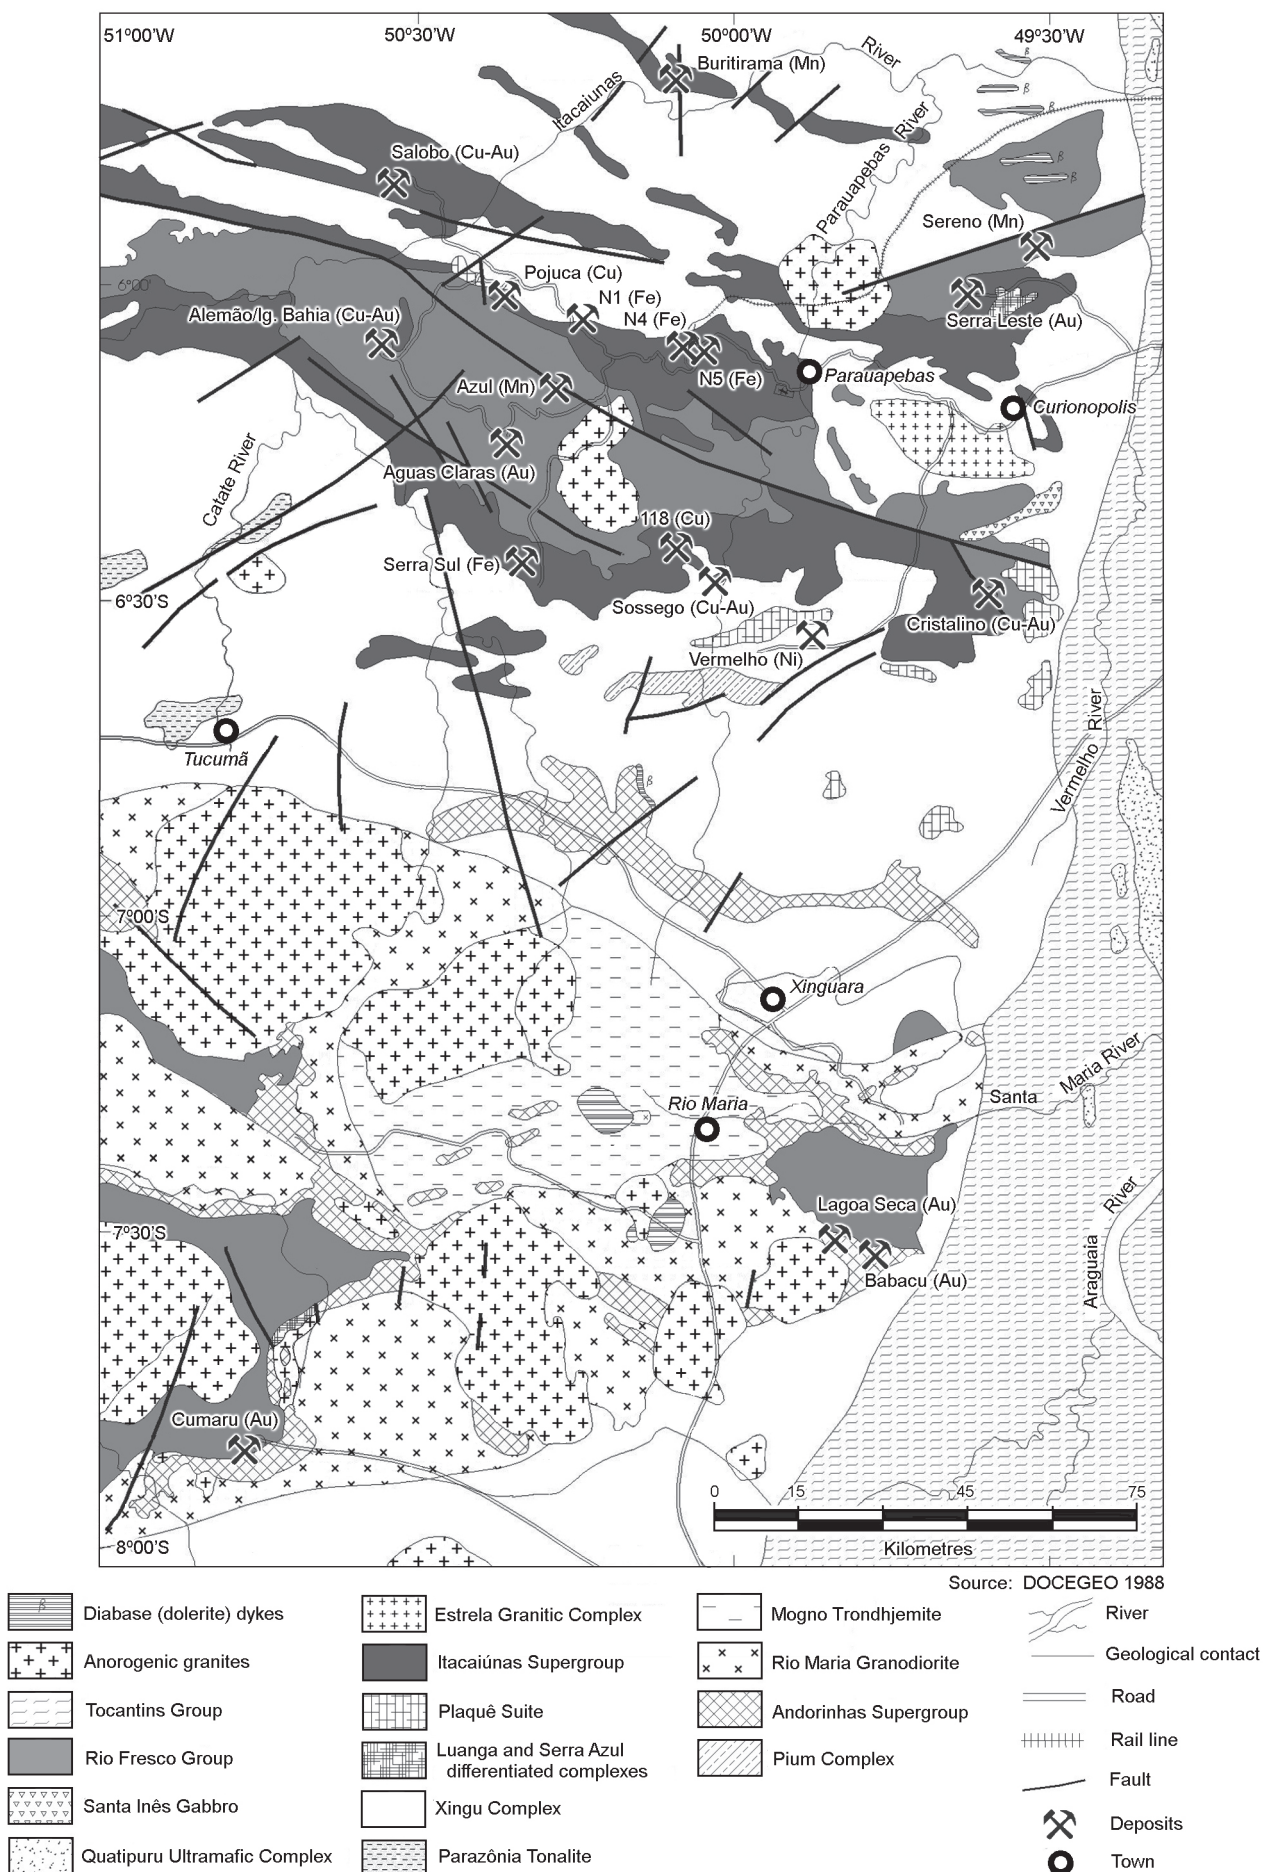 51°00'W
50°30'W
50°00'W
49°30'W
Buritirama (Mn)
River
Itacaiunas
Parauapebas River
β
β
β
β
Salobo (Cu-Au)
Sereno (Mn)
Pojuca (Cu)
6°00'
N1 (Fe)
N4 (Fe)
Alemão/Ig. Bahia (Cu-Au)
Serra Leste (Au)
N5 (Fe)
Parauapebas
Azul (Mn)
Curionopolis
Catate River
Aguas Claras (Au)
118 (Cu)
Serra Sul (Fe)
6°30'S
Sossego (Cu-Au)
Cristalino (Cu-Au)
Vermelho (Ni)
Vermelho River
Tucumã
β
7°00'S
Xinguara
Santa Maria River
Rio Maria
Lagoa Seca (Au)
7°30'S
Babacu (Au)
Araguaia River
Cumaru (Au)
8°00'S
0 15 45 75
Kilometres
Source: DOCEGEO 1988
β
Diabase (dolerite) dykes
Anorogenic granites
Tocantins Group
Rio Fresco Group
Santa Inês Gabbro
Quatipuru Ultramafic Complex
Estrela Granitic Complex
Itacaiúnas Supergroup
Plaquê Suite
Luanga and Serra Azul
differentiated complexes
Xingu Complex
Parazônia Tonalite
Mogno Trondhjemite
Rio Maria Granodiorite
Andorinhas Supergroup
Pium Complex
River
Geological contact
Road
Rail line
Fault
Deposits
Town